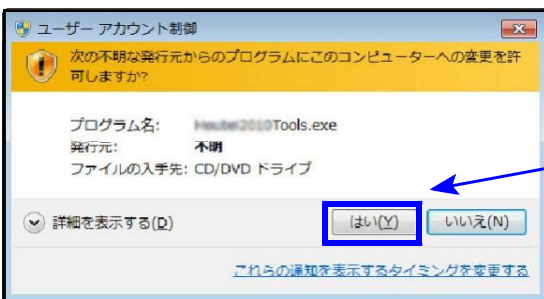 ユーザー アカウント制御
次の不明な発行元からのプログラムにこのコンピューターへの変更を許
可しますか?
プログラム名: Tools.exe
発行元: 不明
ファイルの入手先: CD/DVD ドライブ
詳細を表示する(D)
はい(Y)
いいえ(N)
これらの通知を表示するタイミングを変更する